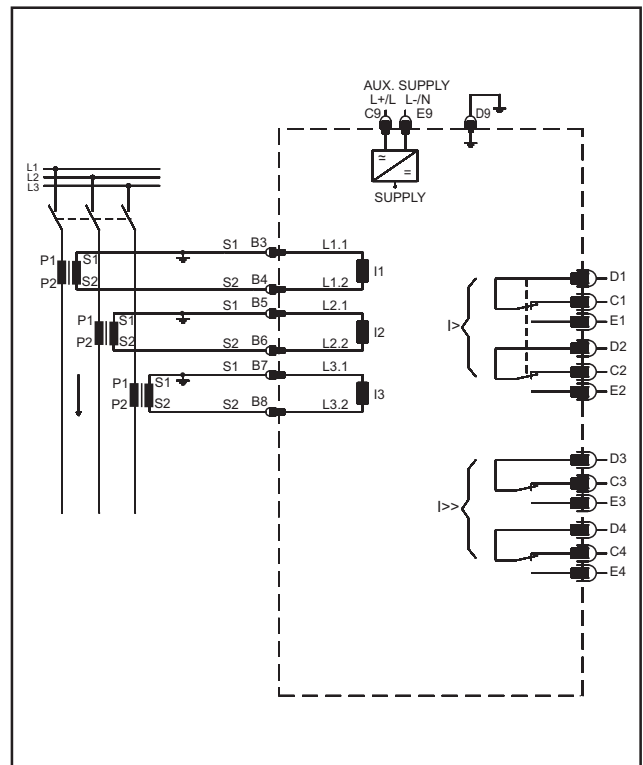 AUX. SUPPLY
L+/L L-/N
C9 E9 D9
≂
=
SUPPLY
L1
L2
L3
P1 S1
P2 S2
S1 B3 L1.1
I1
S2 B4 L1.2
P1 S1
P2 S2
S1 B5 L2.1
I2
S2 B6 L2.2
P1 S1
P2 S2
S1 B7 L3.1
I3
S2 B8 L3.2
I>
D1
C1
E1
D2
C2
E2
I>>
D3
C3
E3
D4
C4
E4